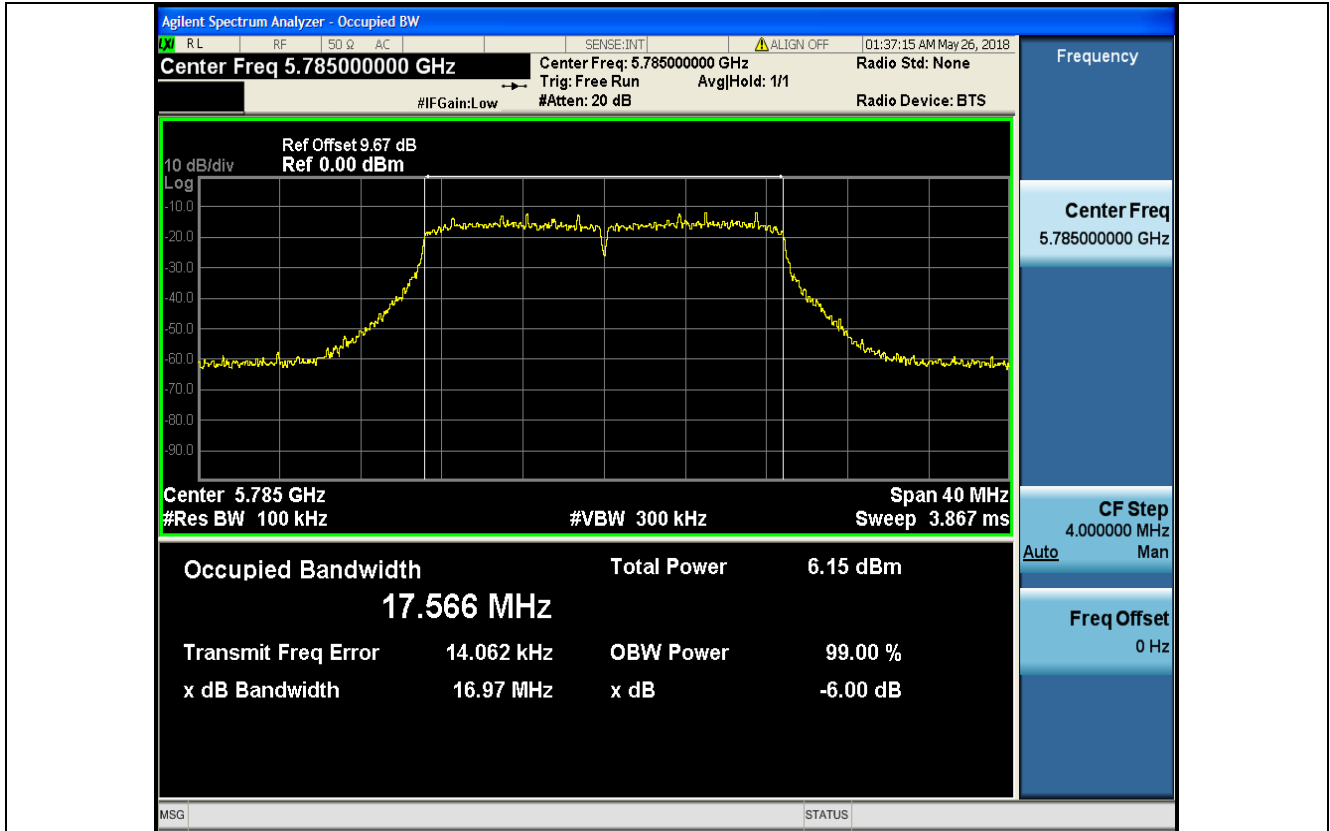 Agilent Spectrum Analyzer - Occupied BW
LXI RL RF 50 Ω AC SENSE:INT ALIGN OFF 01:37:15 AM May 26, 2018
Center Freq 5.785000000 GHz
Center Freq: 5.785000000 GHz Radio Std: None
Trig: Free Run Avg|Hold: 1/1
#IFGain:Low #Atten: 20 dB Radio Device: BTS
Frequency
Ref Offset 9.67 dB
10 dB/div Ref 0.00 dBm
Log
-10.0
-20.0
-30.0
-40.0
-50.0
-60.0
-70.0
-80.0
-90.0
Center 5.785 GHz Span 40 MHz
#Res BW 100 kHz #VBW 300 kHz Sweep 3.867 ms
Occupied Bandwidth Total Power 6.15 dBm
17.566 MHz
Transmit Freq Error 14.062 kHz OBW Power 99.00 %
x dB Bandwidth 16.97 MHz x dB -6.00 dB
Center Freq
5.785000000 GHz
CF Step
4.000000 MHz
Auto Man
Freq Offset
0 Hz
MSG STATUS